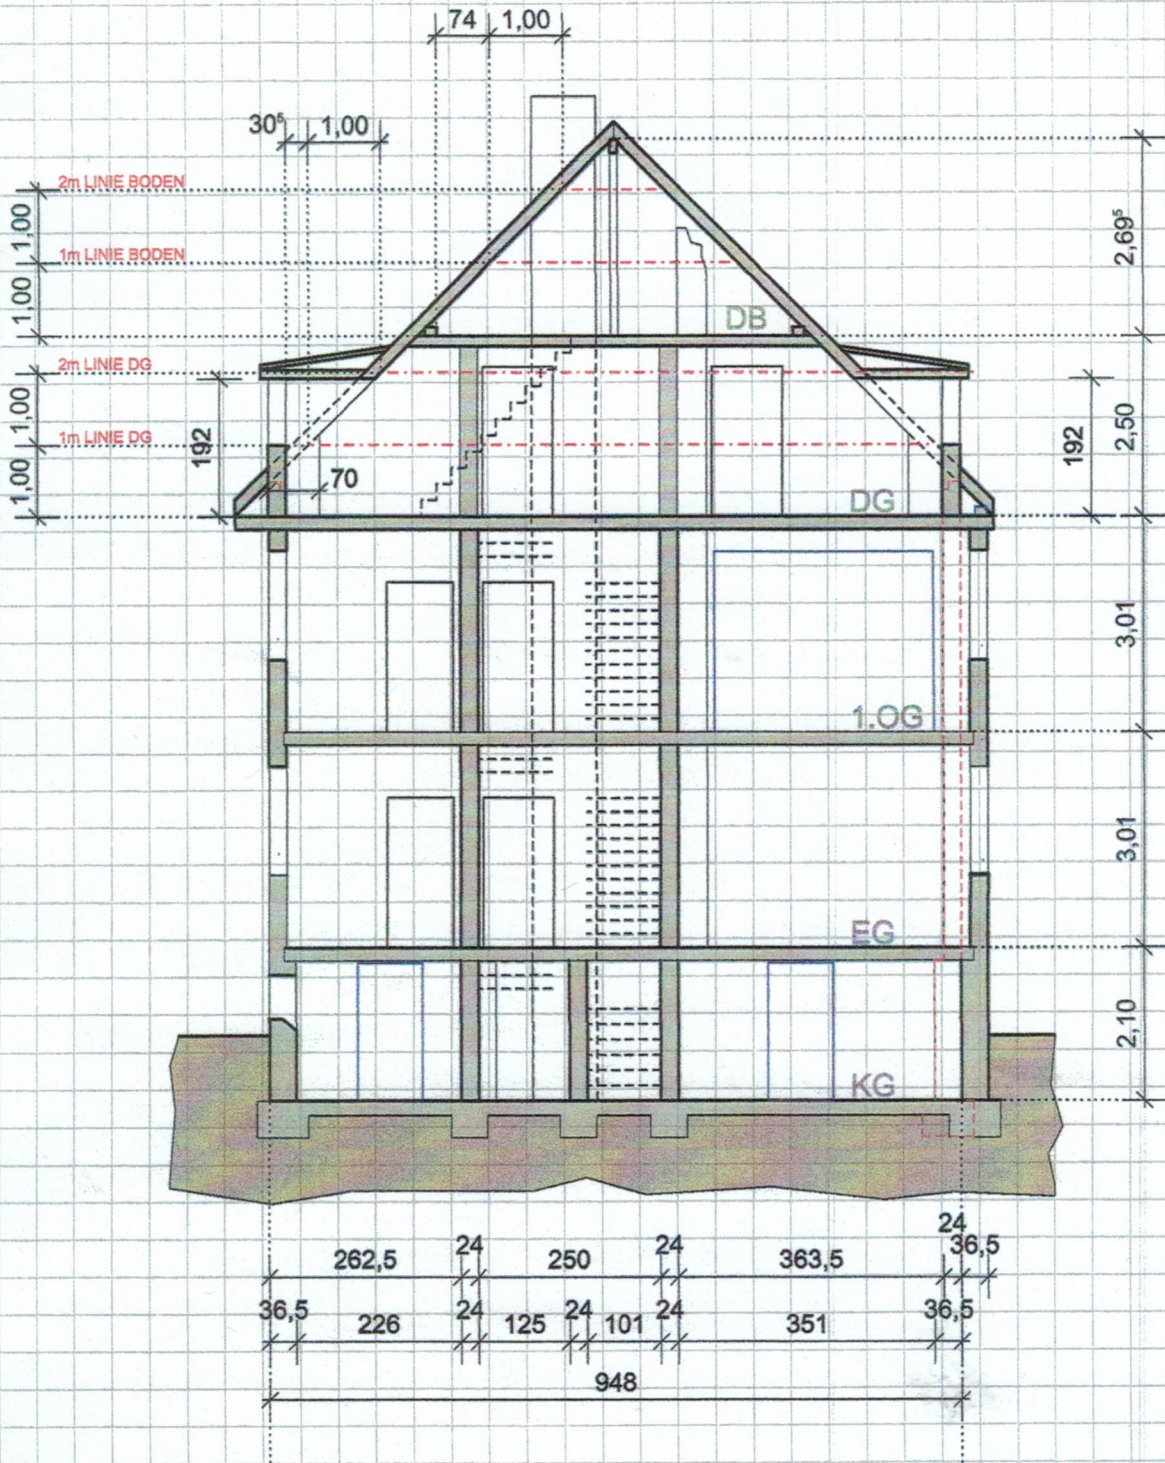 74 1,00
30⁵ 1,00
2m LINIE BODEN
1,00
2,69⁵
1m LINIE BODEN
1,00
DB
2m LINIE DG
1,00
2,50
192
192
1m LINIE DG
1,00
70
DG
3,01
1.OG
3,01
EG
2,10
KG
24
262,5 24 250 24 363,5 36,5
36,5 226 24 125 24 101 24 351 36,5
948